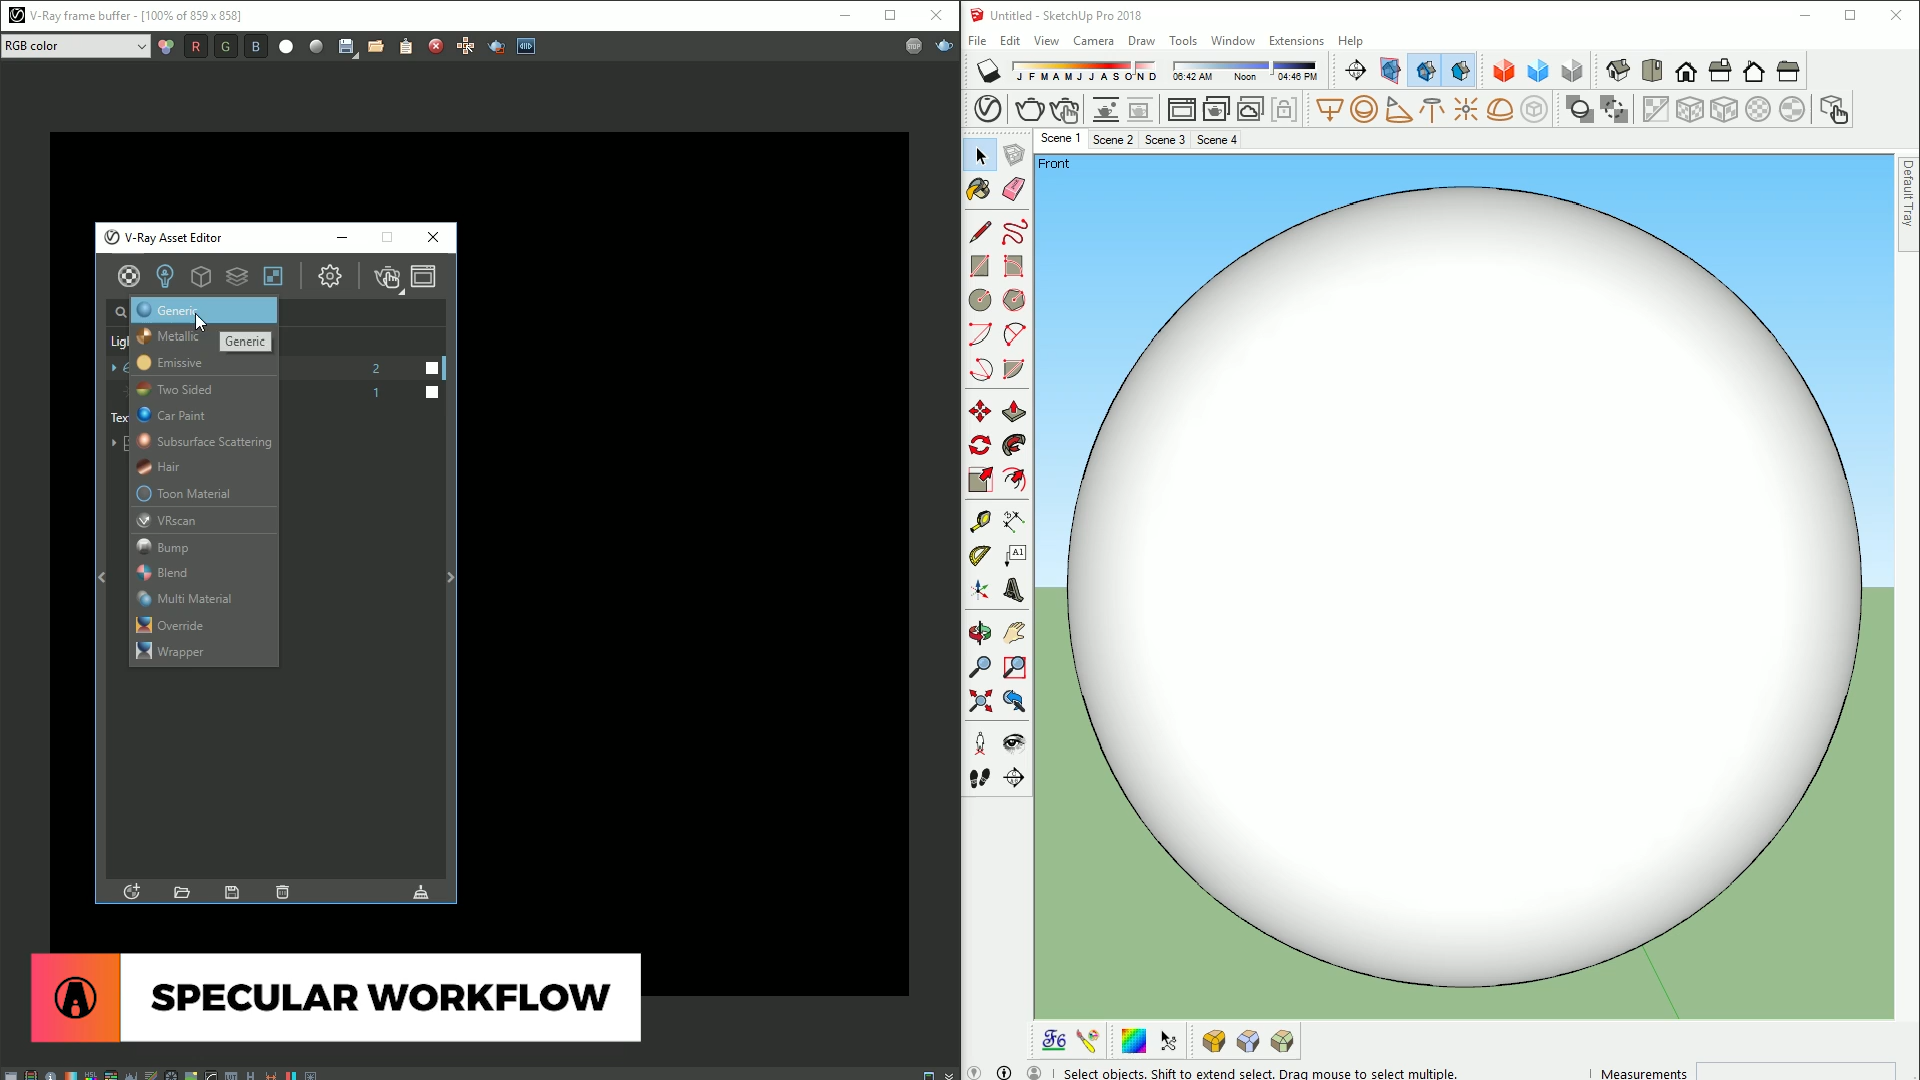 V-Ray frame buffer - [100% of 859 x 858]
RGB color
R
G
B
STOP
V-Ray Asset Editor
Generic
Metallic
Generic
Emissive
2
Two Sided
1
Car Paint
Subsurface Scattering
Hair
Toon Material
VRscan
Bump
Blend
Multi Material
Override
Wrapper
SPECULAR WORKFLOW
Untitled - SketchUp Pro 2018
File Edit View Camera Draw Tools Window Extensions Help
J F M A M J J A S O N D
06:42 AM Noon 04:46 PM
Scene 1 Scene 2 Scene 3 Scene 4
Front
Default Tray
A1
F6
Select objects. Shift to extend select. Drag mouse to select multiple.
Measurements